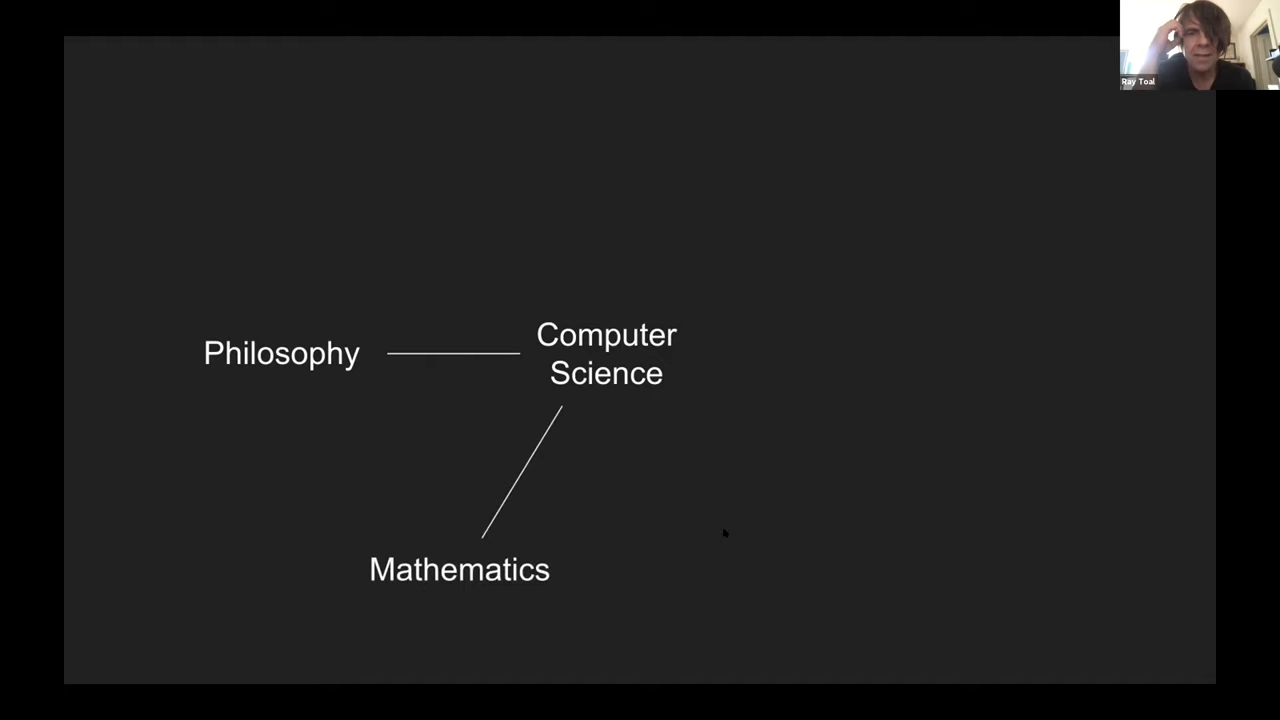 Ray Toal
Computer
Science
Philosophy
Mathematics